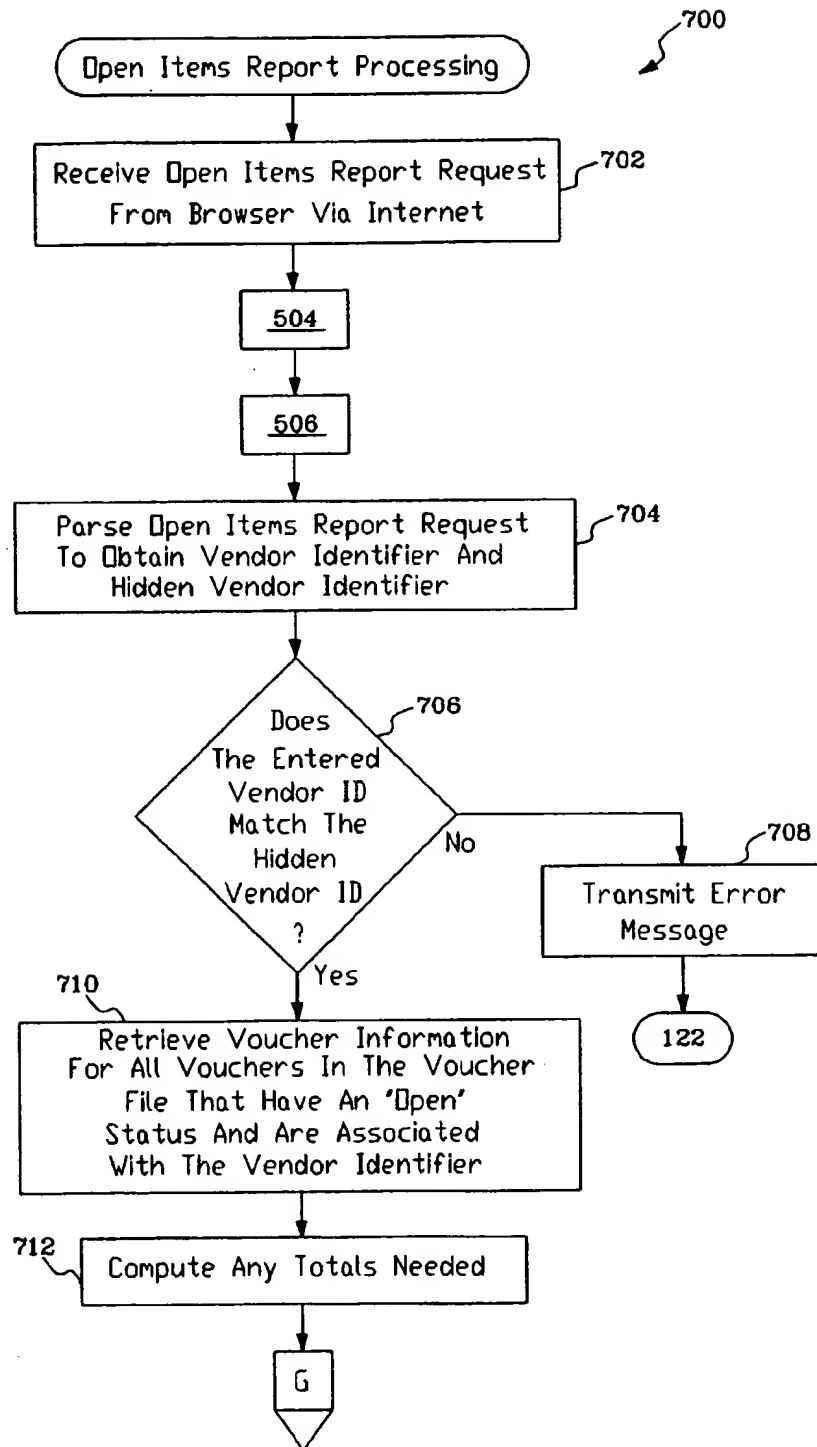 700
Open Items Report Processing
702
Receive Open Items Report Request
From Browser Via Internet
504
506
704
Parse Open Items Report Request
To Obtain Vendor Identifier And
Hidden Vendor Identifier
706
Does
The Entered
Vendor ID
Match The
Hidden
Vendor ID
?
No
Yes
708
Transmit Error
Message
122
710
Retrieve Voucher Information
For All Vouchers In The Voucher
File That Have An 'Open'
Status And Are Associated
With The Vendor Identifier
712
Compute Any Totals Needed
G